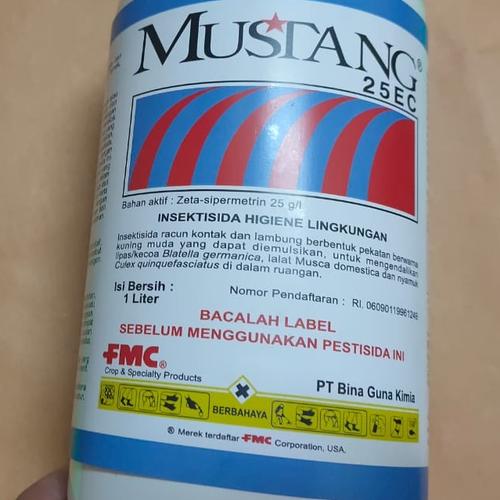 MUSTANG®
25EC
Bahan aktif : Zeta-sipermetrin 25 g/l
INSEKTISIDA HIGIENE LINGKUNGAN
Insektisida racun kontak dan lambung berbentuk pekatan berwarna
kuning muda yang dapat diemulsikan, untuk mengendalikan
lipas/kecoa Blatella germanica, lalat Musca domestica dan nyamuk
Culex quinquefasciatus di dalam ruangan.
Isi Bersih :
1 Liter
Nomor Pendaftaran : RI. 06090119961246
BACALAH LABEL
SEBELUM MENGGUNAKAN PESTISIDA INI
FMC®
Crop & Specialty Products
PT Bina Guna Kimia
BERBAHAYA
® Merek terdaftar FMC Corporation, USA.